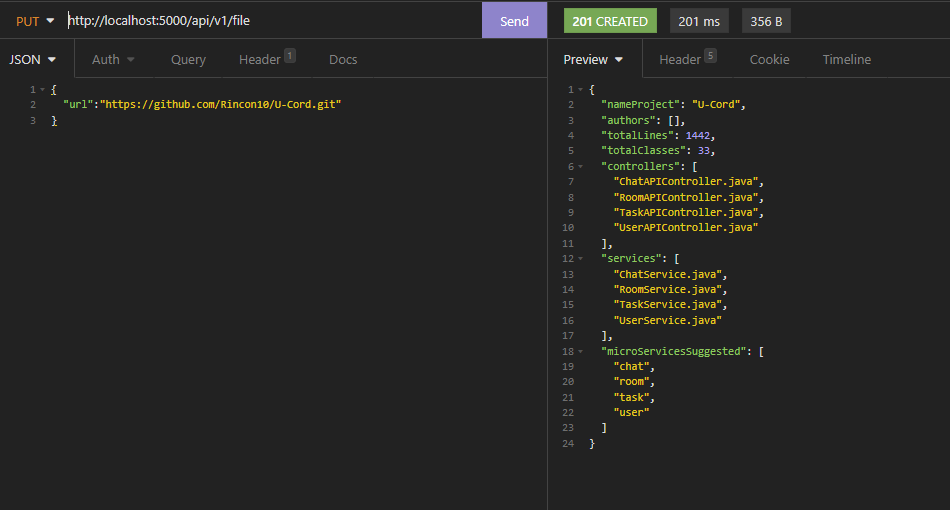 PUT http://localhost:5000/api/v1/file Send 201 CREATED 201 ms 356 B
JSON Auth Query Header 1 Docs Preview Header 5 Cookie Timeline
1 {
2 "url":"https://github.com/Rincon10/U-Cord.git"
3 }
1 {
2 "nameProject": "U-Cord",
3 "authors": [],
4 "totalLines": 1442,
5 "totalClasses": 33,
6 "controllers": [
7 "ChatAPIController.java",
8 "RoomAPIController.java",
9 "TaskAPIController.java",
10 "UserAPIController.java"
11 ],
12 "services": [
13 "ChatService.java",
14 "RoomService.java",
15 "TaskService.java",
16 "UserService.java"
17 ],
18 "microServicesSuggested": [
19 "chat",
20 "room",
21 "task",
22 "user"
23 ]
24 }